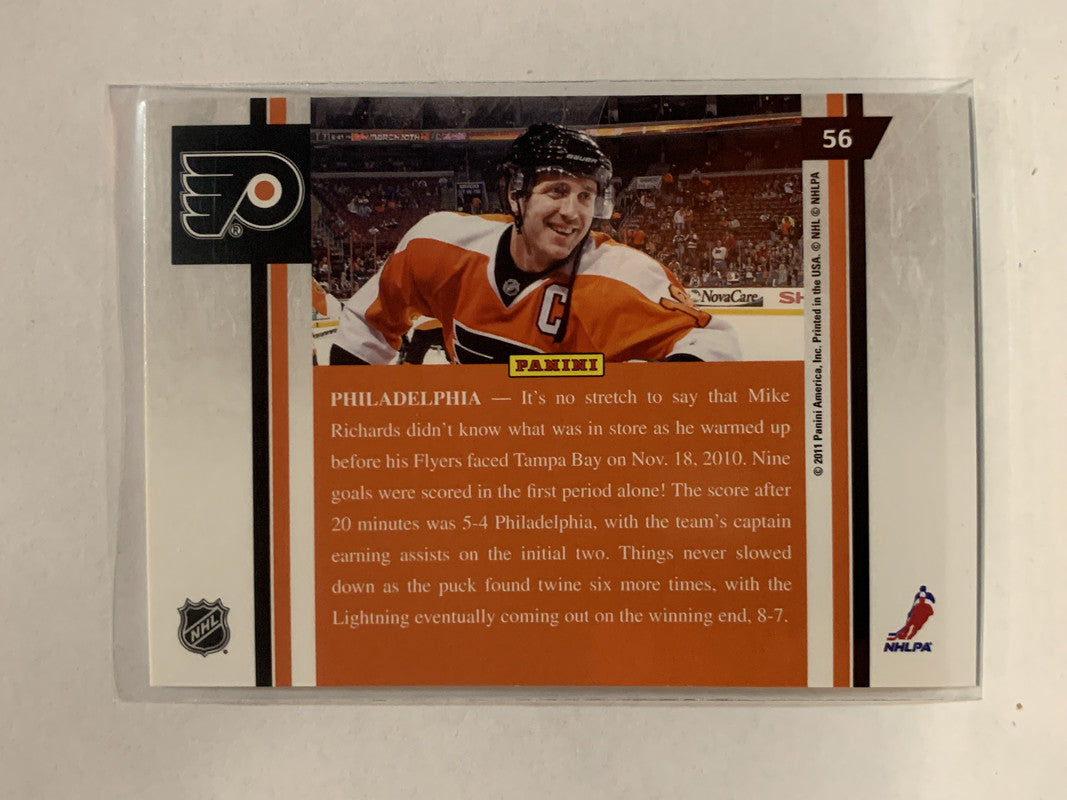 56
MARCH 10TH
BAUER
C
NovaCare
SH
© 2011 Panini America, Inc. Printed in the USA. © NHL © NHLPA
PANINI
PHILADELPHIA — It's no stretch to say that Mike
Richards didn't know what was in store as he warmed up
before his Flyers faced Tampa Bay on Nov. 18, 2010. Nine
goals were scored in the first period alone! The score after
20 minutes was 5-4 Philadelphia, with the team's captain
earning assists on the initial two. Things never slowed
down as the puck found twine six more times, with the
Lightning eventually coming out on the winning end, 8-7.
NHL
NHLPA